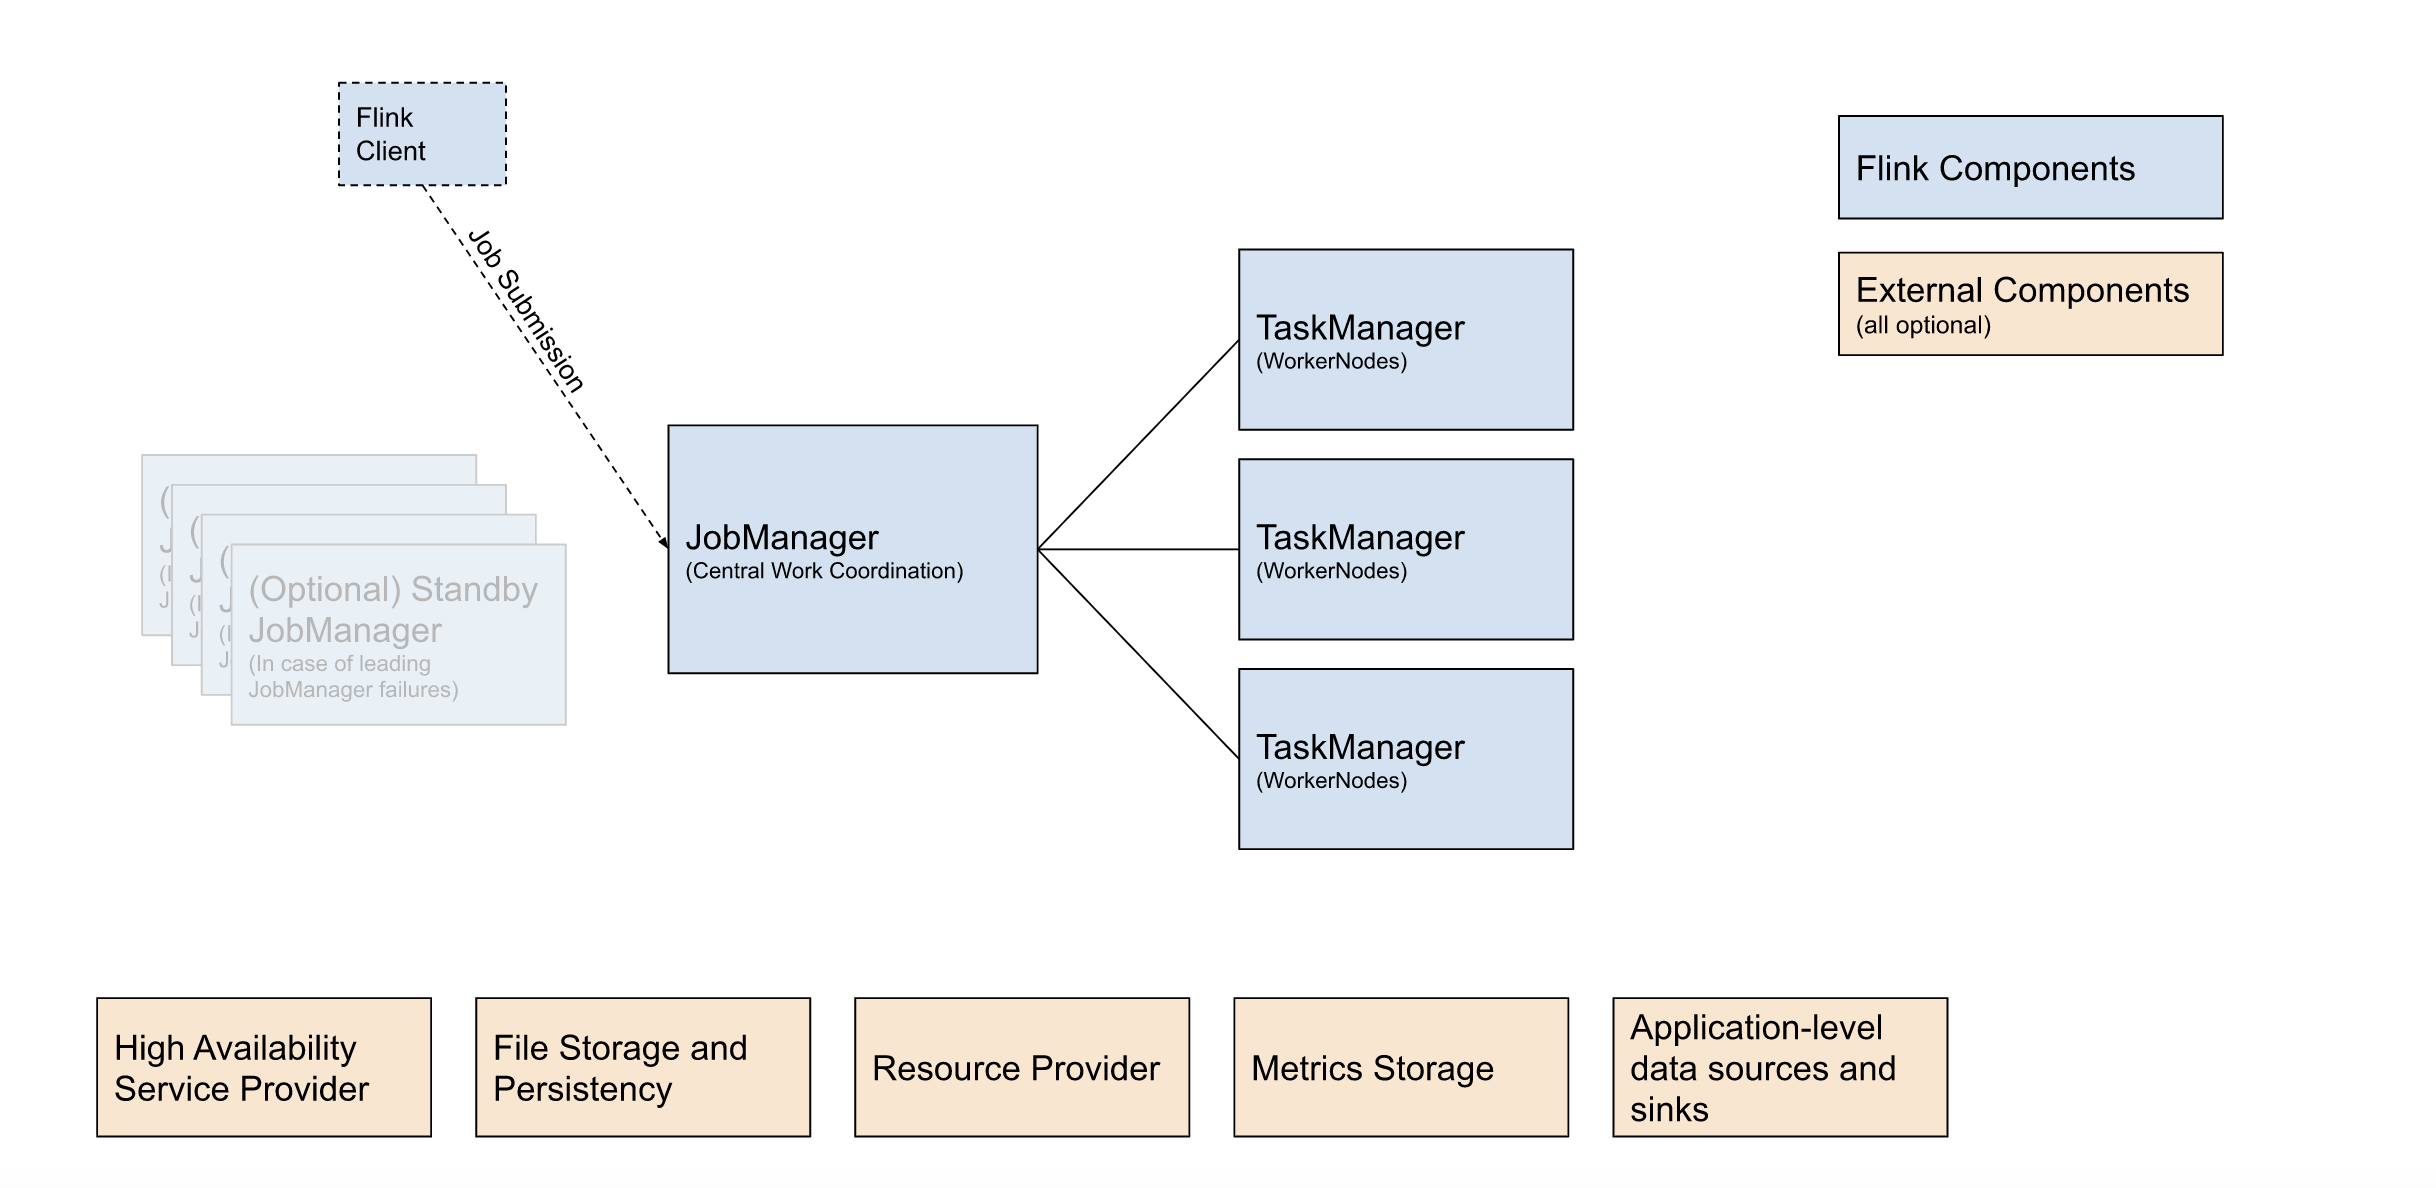 Flink
Client
Job Submission
Flink Components
External Components
(all optional)
TaskManager
(WorkerNodes)
JobManager
(Central Work Coordination)
TaskManager
(WorkerNodes)
TaskManager
(WorkerNodes)
(Optional) Standby
JobManager
(In case of leading
JobManager failures)
High Availability
Service Provider
File Storage and
Persistency
Resource Provider
Metrics Storage
Application-level
data sources and
sinks